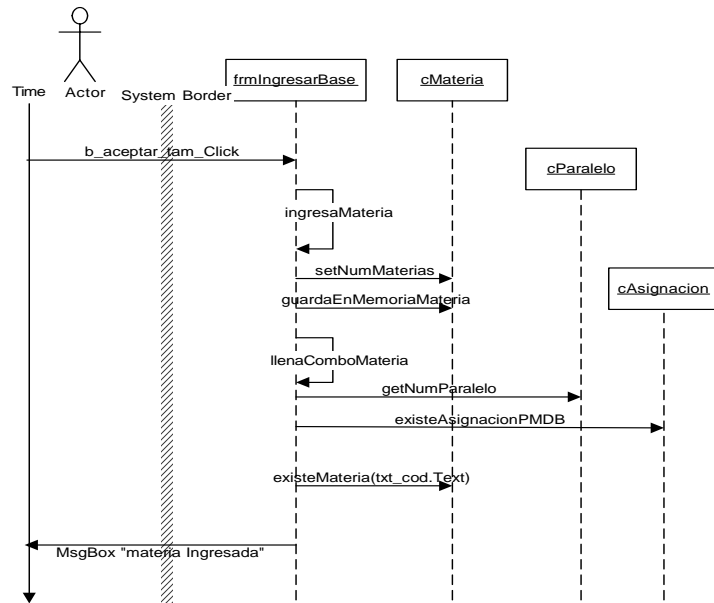 frmIngresarBase
cMateria
Time
Actor
System Border
b_aceptar_tam_Click
cParalelo
ingresaMateria
setNumMaterias
cAsignacion
guardaEnMemoriaMateria
llenaComboMateria
getNumParalelo
existeAsignacionPMDB
existeMateria(txt_cod.Text)
MsgBox "materia Ingresada"